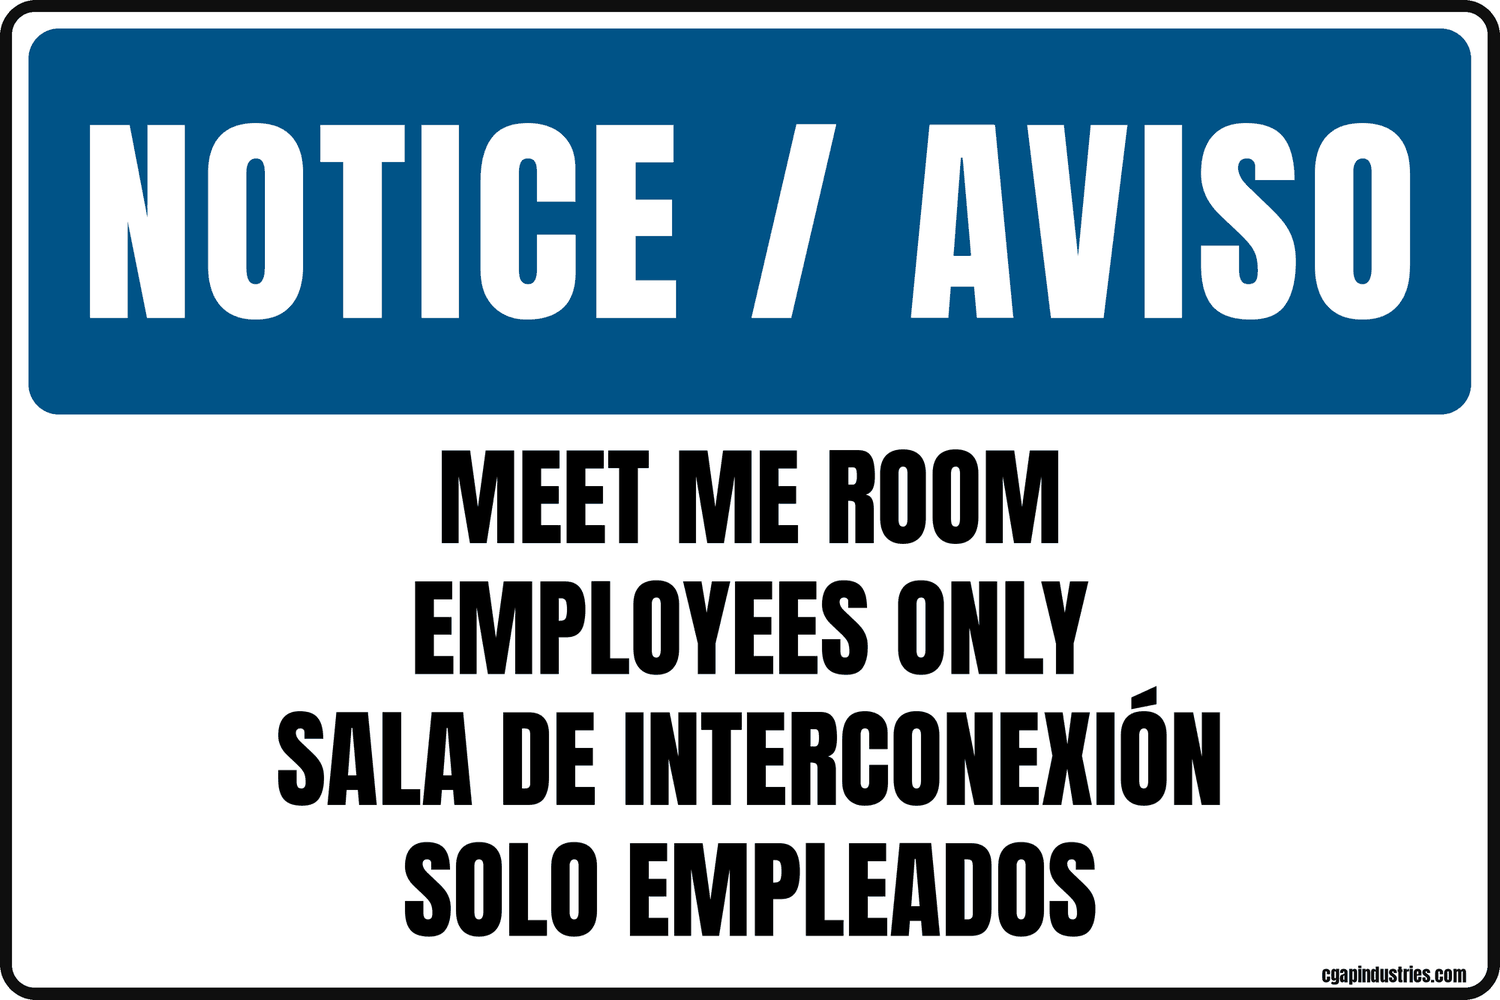 NOTICE / AVISO
MEET ME ROOM
EMPLOYEES ONLY
SALA DE INTERCONEXIÓN
SOLO EMPLEADOS
cgapindustries.com